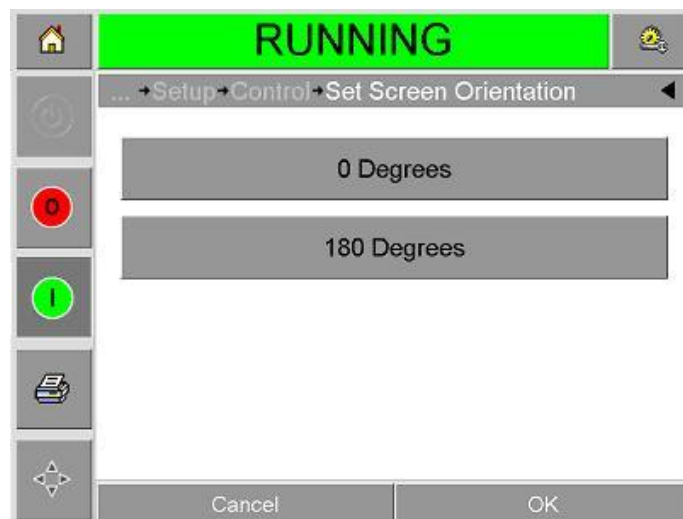 RUNNING
... →Setup→Control→Set Screen Orientation
0 Degrees
0
180 Degrees
I
Cancel OK